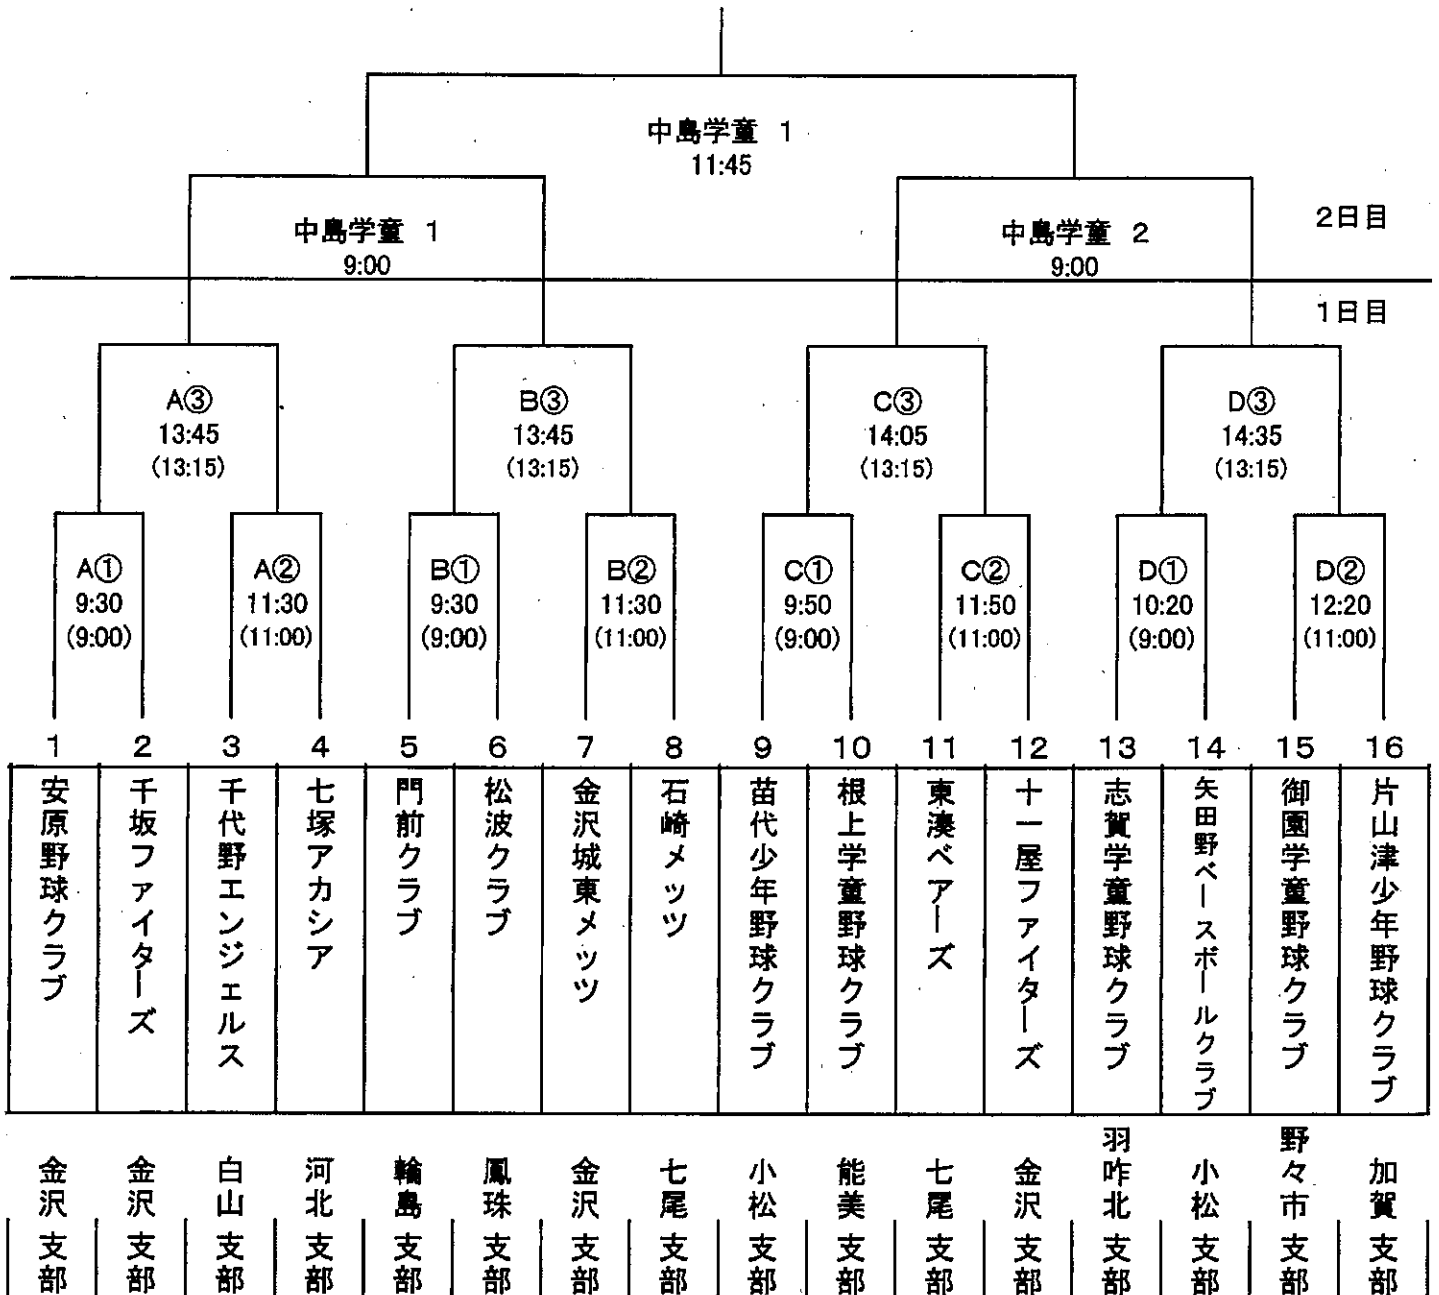 中島学童 1
11:45
中島学童 1
9:00
中島学童 2
9:00
2日目
1日目
A③
13:45
(13:15)
B③
13:45
(13:15)
C③
14:05
(13:15)
D③
14:35
(13:15)
A①
9:30
(9:00)
A②
11:30
(11:00)
B①
9:30
(9:00)
B②
11:30
(11:00)
C①
9:50
(9:00)
C②
11:50
(11:00)
D①
10:20
(9:00)
D②
12:20
(11:00)
1
2
3
4
5
6
7
8
9
10
11
12
13
14
15
16
安原野球クラブ
千坂ファイターズ
千代野エンジェルス
七塚アカシア
門前クラブ
松波クラブ
金沢城東メッツ
石崎メッツ
苗代少年野球クラブ
根上学童野球クラブ
東湊ベアーズ
十一屋ファイターズ
志賀学童野球クラブ
矢田野ベースボールクラブ
御園学童野球クラブ
片山津少年野球クラブ
金沢支部
金沢支部
白山支部
河北支部
輪島支部
鳳珠支部
金沢支部
七尾支部
小松支部
能美支部
七尾支部
金沢支部
羽咋北支部
小松支部
野々市支部
加賀支部